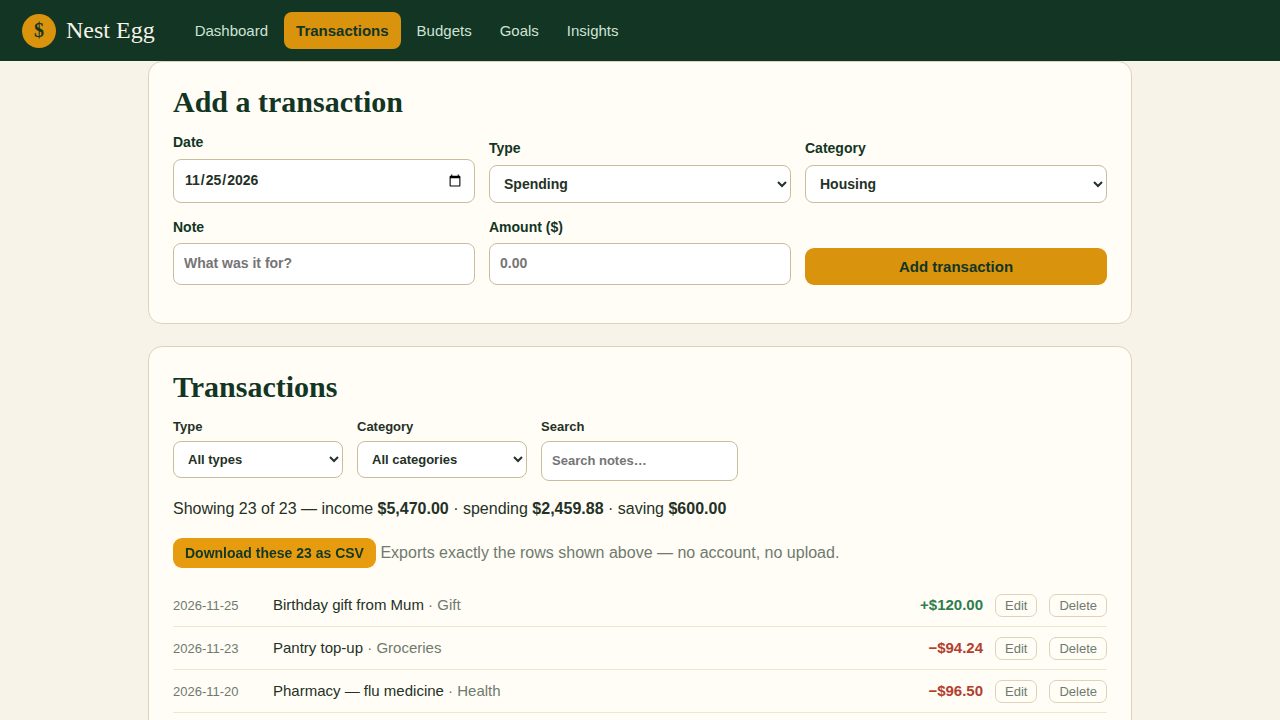 $ Nest Egg Dashboard Transactions Budgets Goals Insights
Add a transaction
Date Type Category
11/25/2026 Spending Housing
Note Amount ($)
What was it for? 0.00 Add transaction
Transactions
Type Category Search
All types All categories Search notes…
Showing 23 of 23 — income $5,470.00 · spending $2,459.88 · saving $600.00
Download these 23 as CSV Exports exactly the rows shown above — no account, no upload.
2026-11-25 Birthday gift from Mum · Gift +$120.00 Edit Delete
2026-11-23 Pantry top-up · Groceries −$94.24 Edit Delete
2026-11-20 Pharmacy — flu medicine · Health −$96.50 Edit Delete